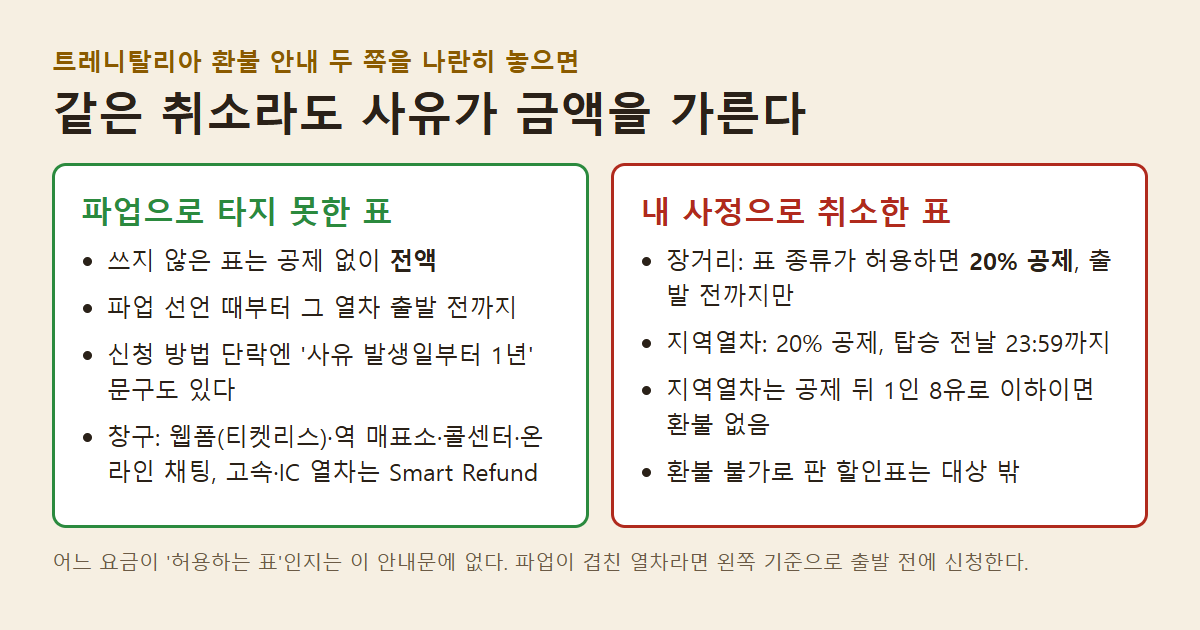 트레니탈리아 환불 안내 두 쪽을 나란히 놓으면
같은 취소라도 사유가 금액을 가른다
파업으로 타지 못한 표
• 쓰지 않은 표는 공제 없이 전액
• 파업 선언 때부터 그 열차 출발 전까지
• 신청 방법 단락엔 '사유 발생일부터 1년'
문구도 있다
• 창구: 웹폼(티켓리스)·역 매표소·콜센터·온
라인 채팅, 고속·IC 열차는 Smart Refund
내 사정으로 취소한 표
• 장거리: 표 종류가 허용하면 20% 공제, 출
발 전까지만
• 지역열차: 20% 공제, 탑승 전날 23:59까지
• 지역열차는 공제 뒤 1인 8유로 이하이면
환불 없음
• 환불 불가로 판 할인표는 대상 밖
어느 요금이 '허용하는 표'인지는 이 안내문에 없다. 파업이 겹친 열차라면 왼쪽 기준으로 출발 전에 신청한다.